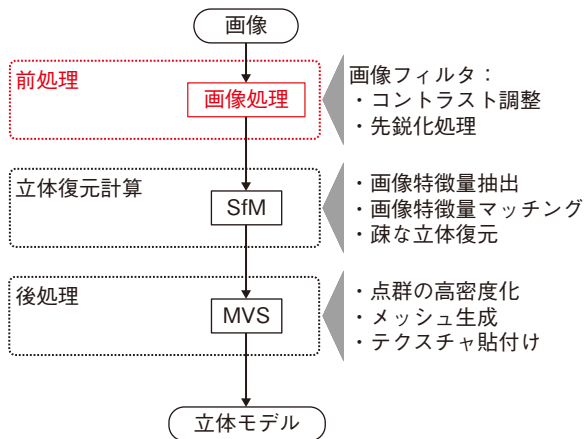 画像
前処理
画像処理
画像フィルタ：
・コントラスト調整
・先鋭化処理
立体復元計算
SfM
・画像特徴量抽出
・画像特徴量マッチング
・疎な立体復元
後処理
MVS
・点群の高密度化
・メッシュ生成
・テクスチャ貼付け
立体モデル